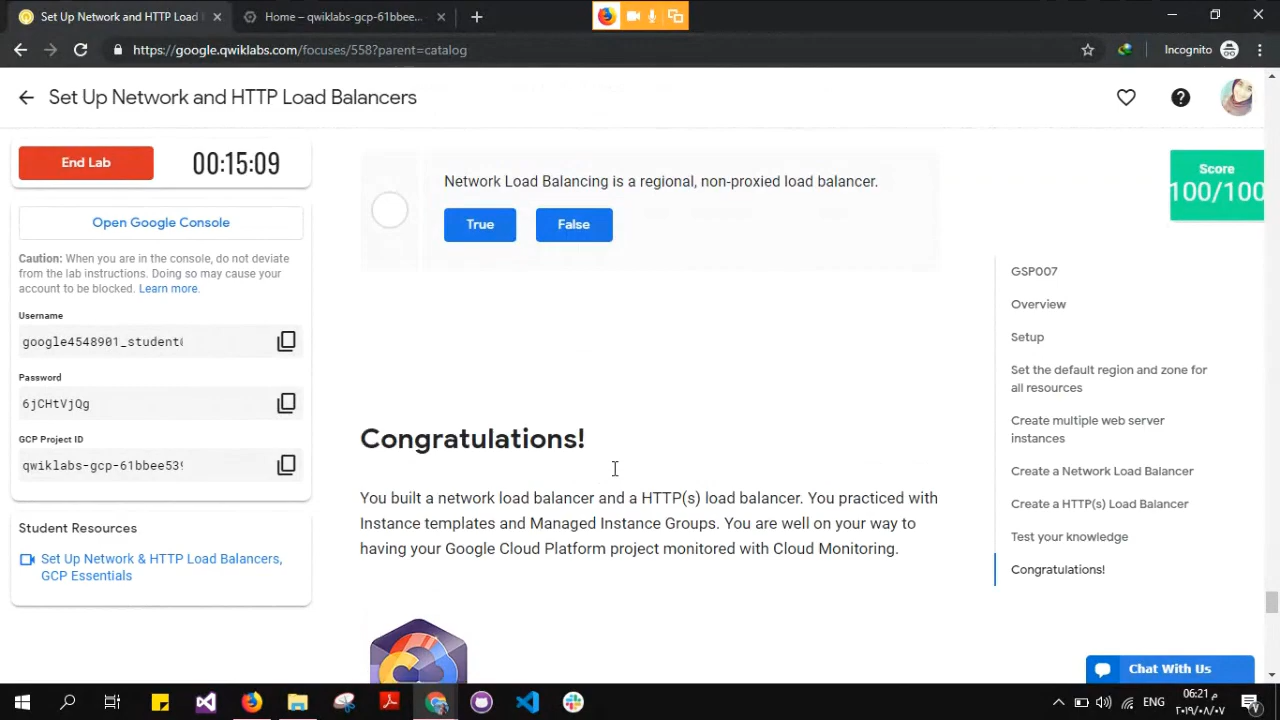 Set Up Network and HTTP Load
Home – qwiklabs-gcp-61bbee...
https://google.qwiklabs.com/focuses/558?parent=catalog
Incognito
Set Up Network and HTTP Load Balancers
End Lab
00:15:09
Open Google Console
Caution: When you are in the console, do not deviate
from the lab instructions. Doing so may cause your
account to be blocked. Learn more.
Username
google4548901_student
Password
6jCHtVjQg
GCP Project ID
qwiklabs-gcp-61bbee539
Student Resources
Set Up Network & HTTP Load Balancers,
GCP Essentials
Network Load Balancing is a regional, non-proxied load balancer.
True
False
Congratulations!
You built a network load balancer and a HTTP(s) load balancer. You practiced with
Instance templates and Managed Instance Groups. You are well on your way to
having your Google Cloud Platform project monitored with Cloud Monitoring.
Score
100/100
GSP007
Overview
Setup
Set the default region and zone for
all resources
Create multiple web server
instances
Create a Network Load Balancer
Create a HTTP(s) Load Balancer
Test your knowledge
Congratulations!
Chat With Us
ENG
06:21 م
٢٠١٩/٠٨/٠٧